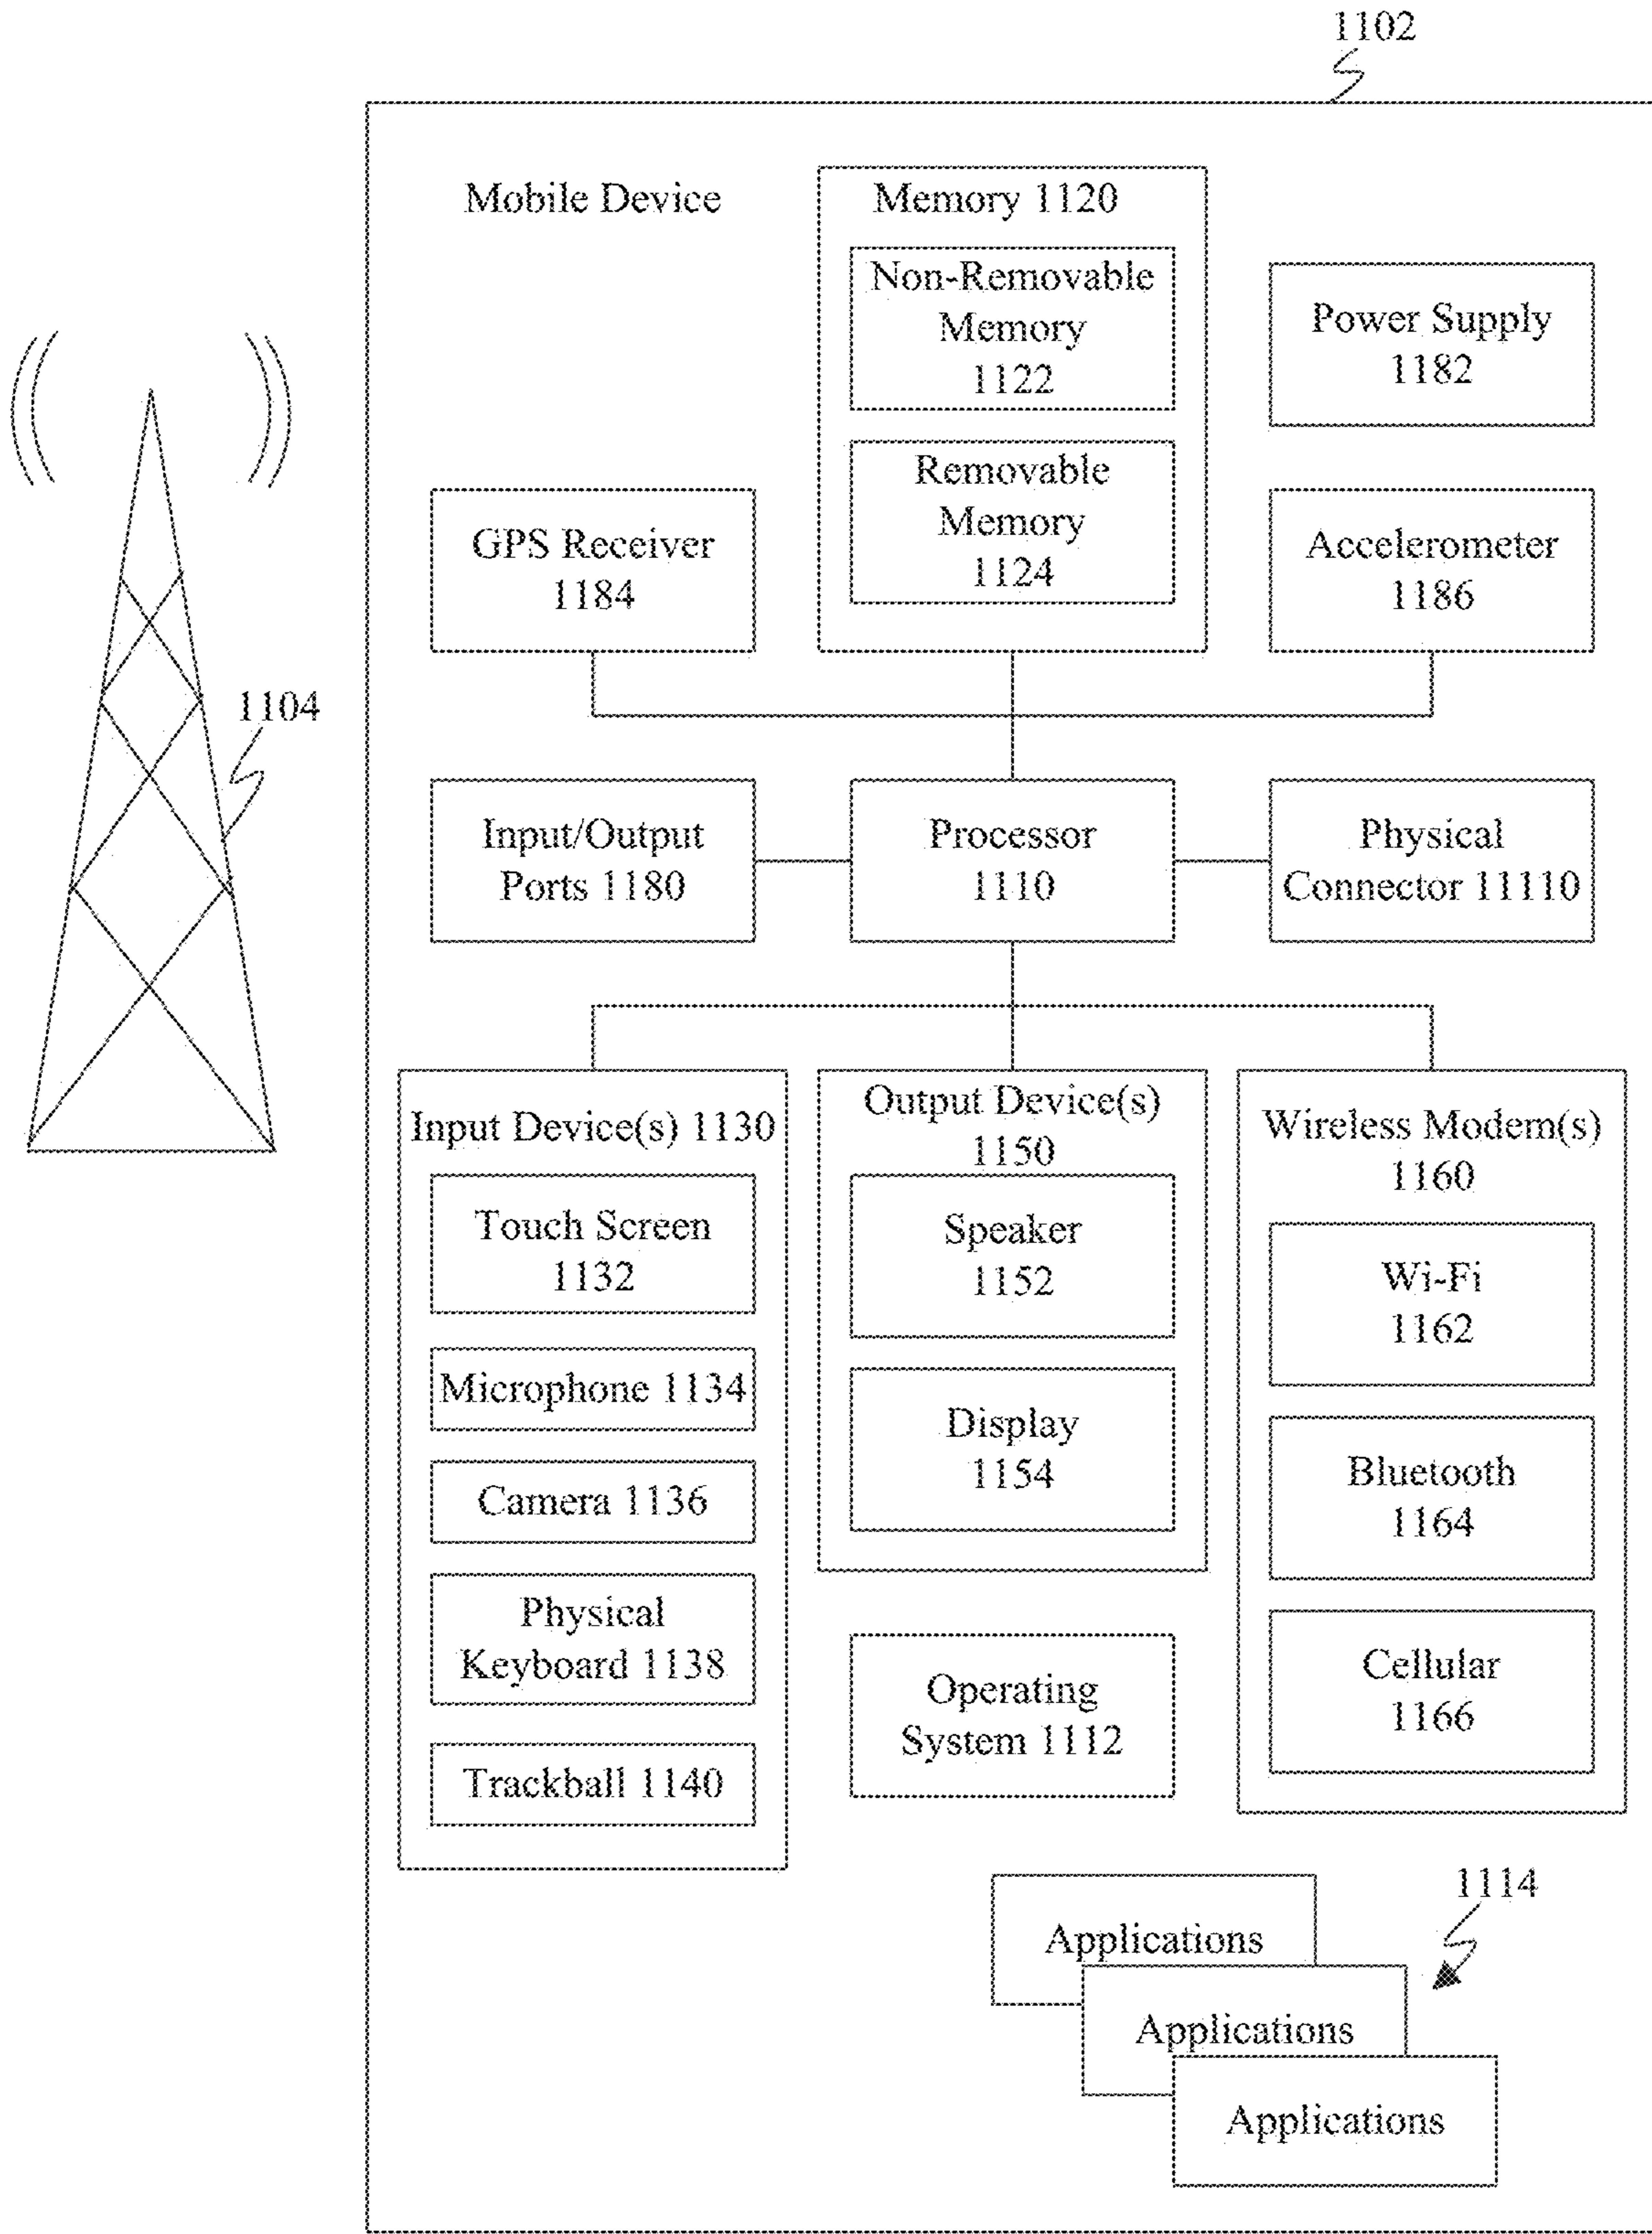 1102
Mobile Device
Memory 1120
Non-Removable
Memory
1122
Removable
Memory
1124
Power Supply
1182
GPS Receiver
1184
Accelerometer
1186
1104
Input/Output
Ports 1180
Processor
1110
Physical
Connector 11110
Input Device(s) 1130
Touch Screen
1132
Microphone 1134
Camera 1136
Physical
Keyboard 1138
Trackball 1140
Output Device(s)
1150
Speaker
1152
Display
1154
Wireless Modem(s)
1160
Wi-Fi
1162
Bluetooth
1164
Cellular
1166
Operating
System 1112
1114
Applications
Applications
Applications